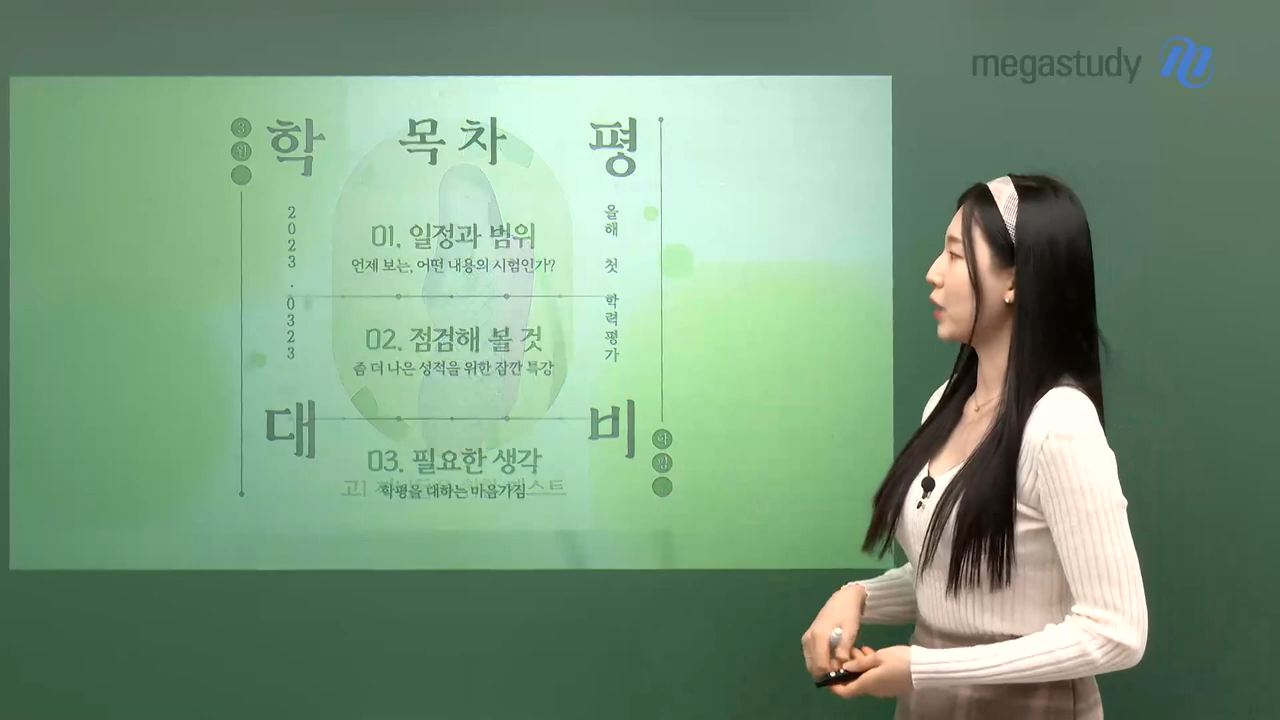 megastudy
목차
학
평
대
비
3
월
2023.0323
올해 첫 학력평가
01. 일정과 범위
언제 보는, 어떤 내용의 시험인가?
02. 점검해 볼 것
좀 더 나은 성적을 위한 잠깐 특강
03. 필요한 생각
학평을 대하는 마음가짐